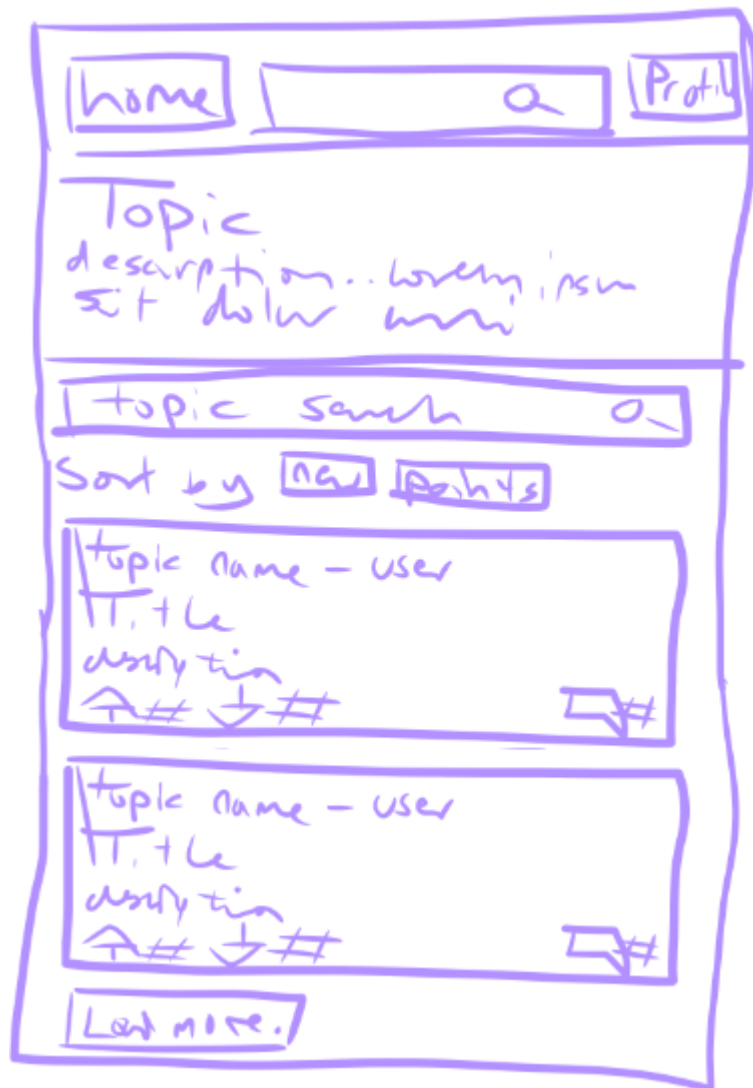 home Profil
Topic
description.. lorem ipsum
sit dolor
topic search
Sort by new points
topic name - user
Title
description
# #  #
topic name - user
Title
description
# #  #
Load more.